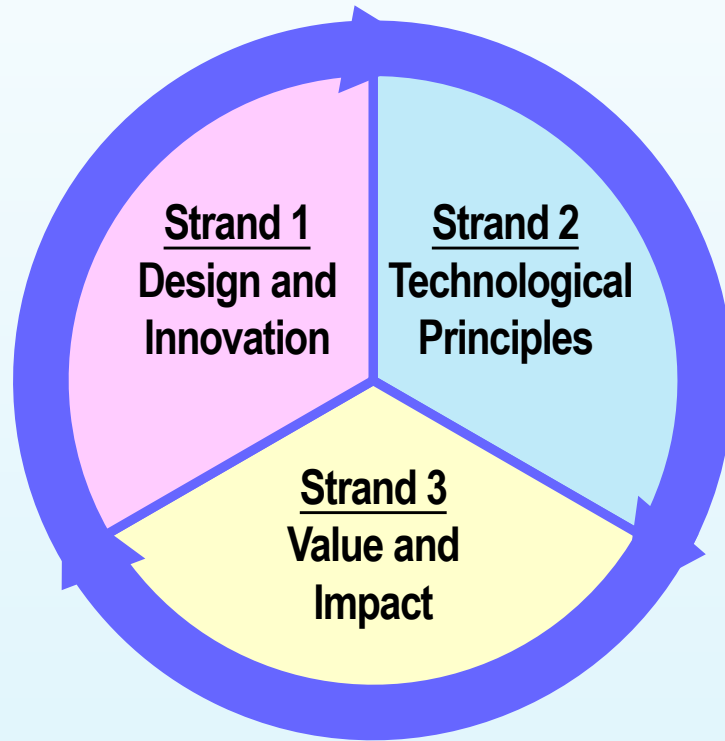 Strand 1
Design and
Innovation
Strand 2
Technological
Principles
Strand 3
Value and
Impact